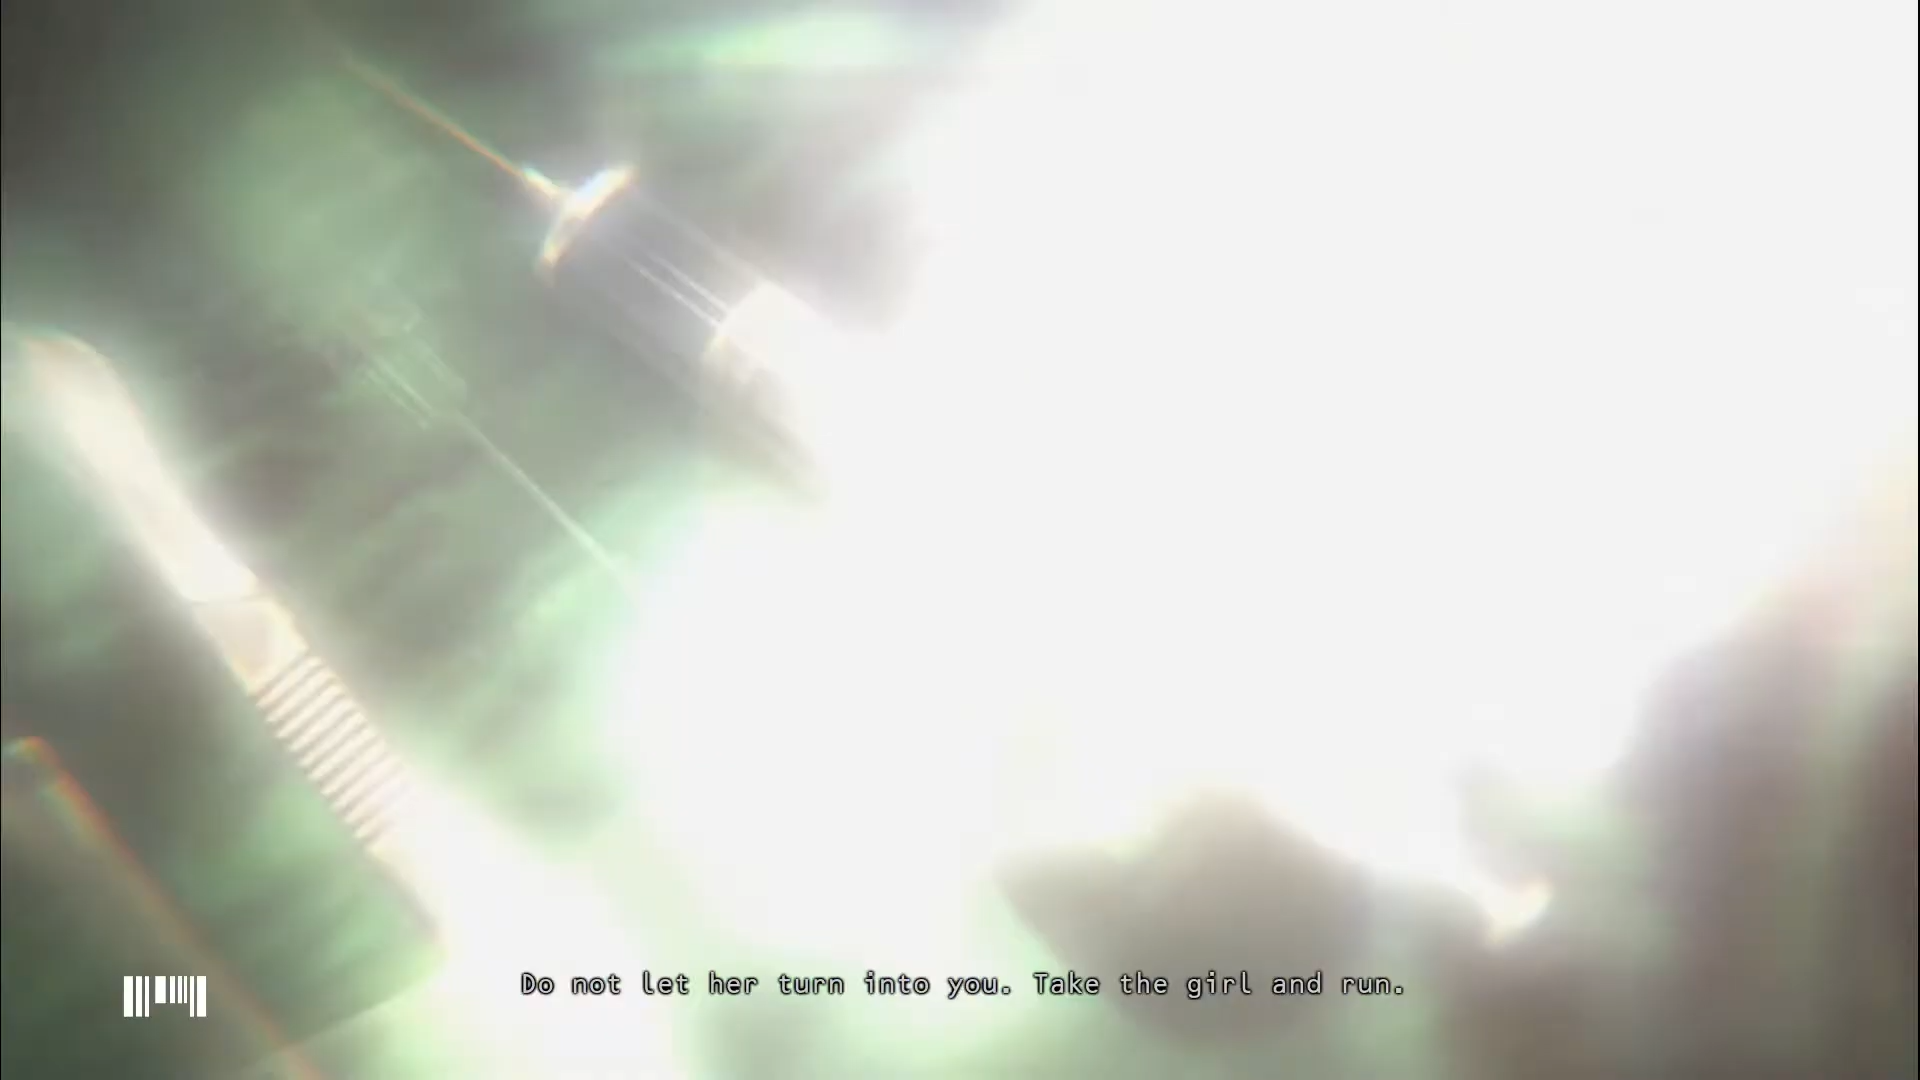 Do not let her turn into you. Take the girl and run.